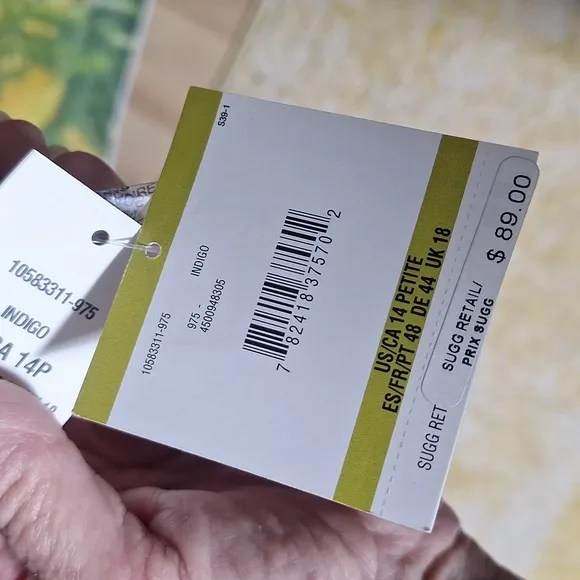 S39-1
10583311-975
975 - INDIGO
4500948305
7 82418 37570 2
US/CA 14 PETITE
ES/FR/PT 48 DE 44 UK 18
SUGG RETAIL/
PRIX SUGG
$ 89.00
SUGG RET
10583311-975
INDIGO
CA 14P